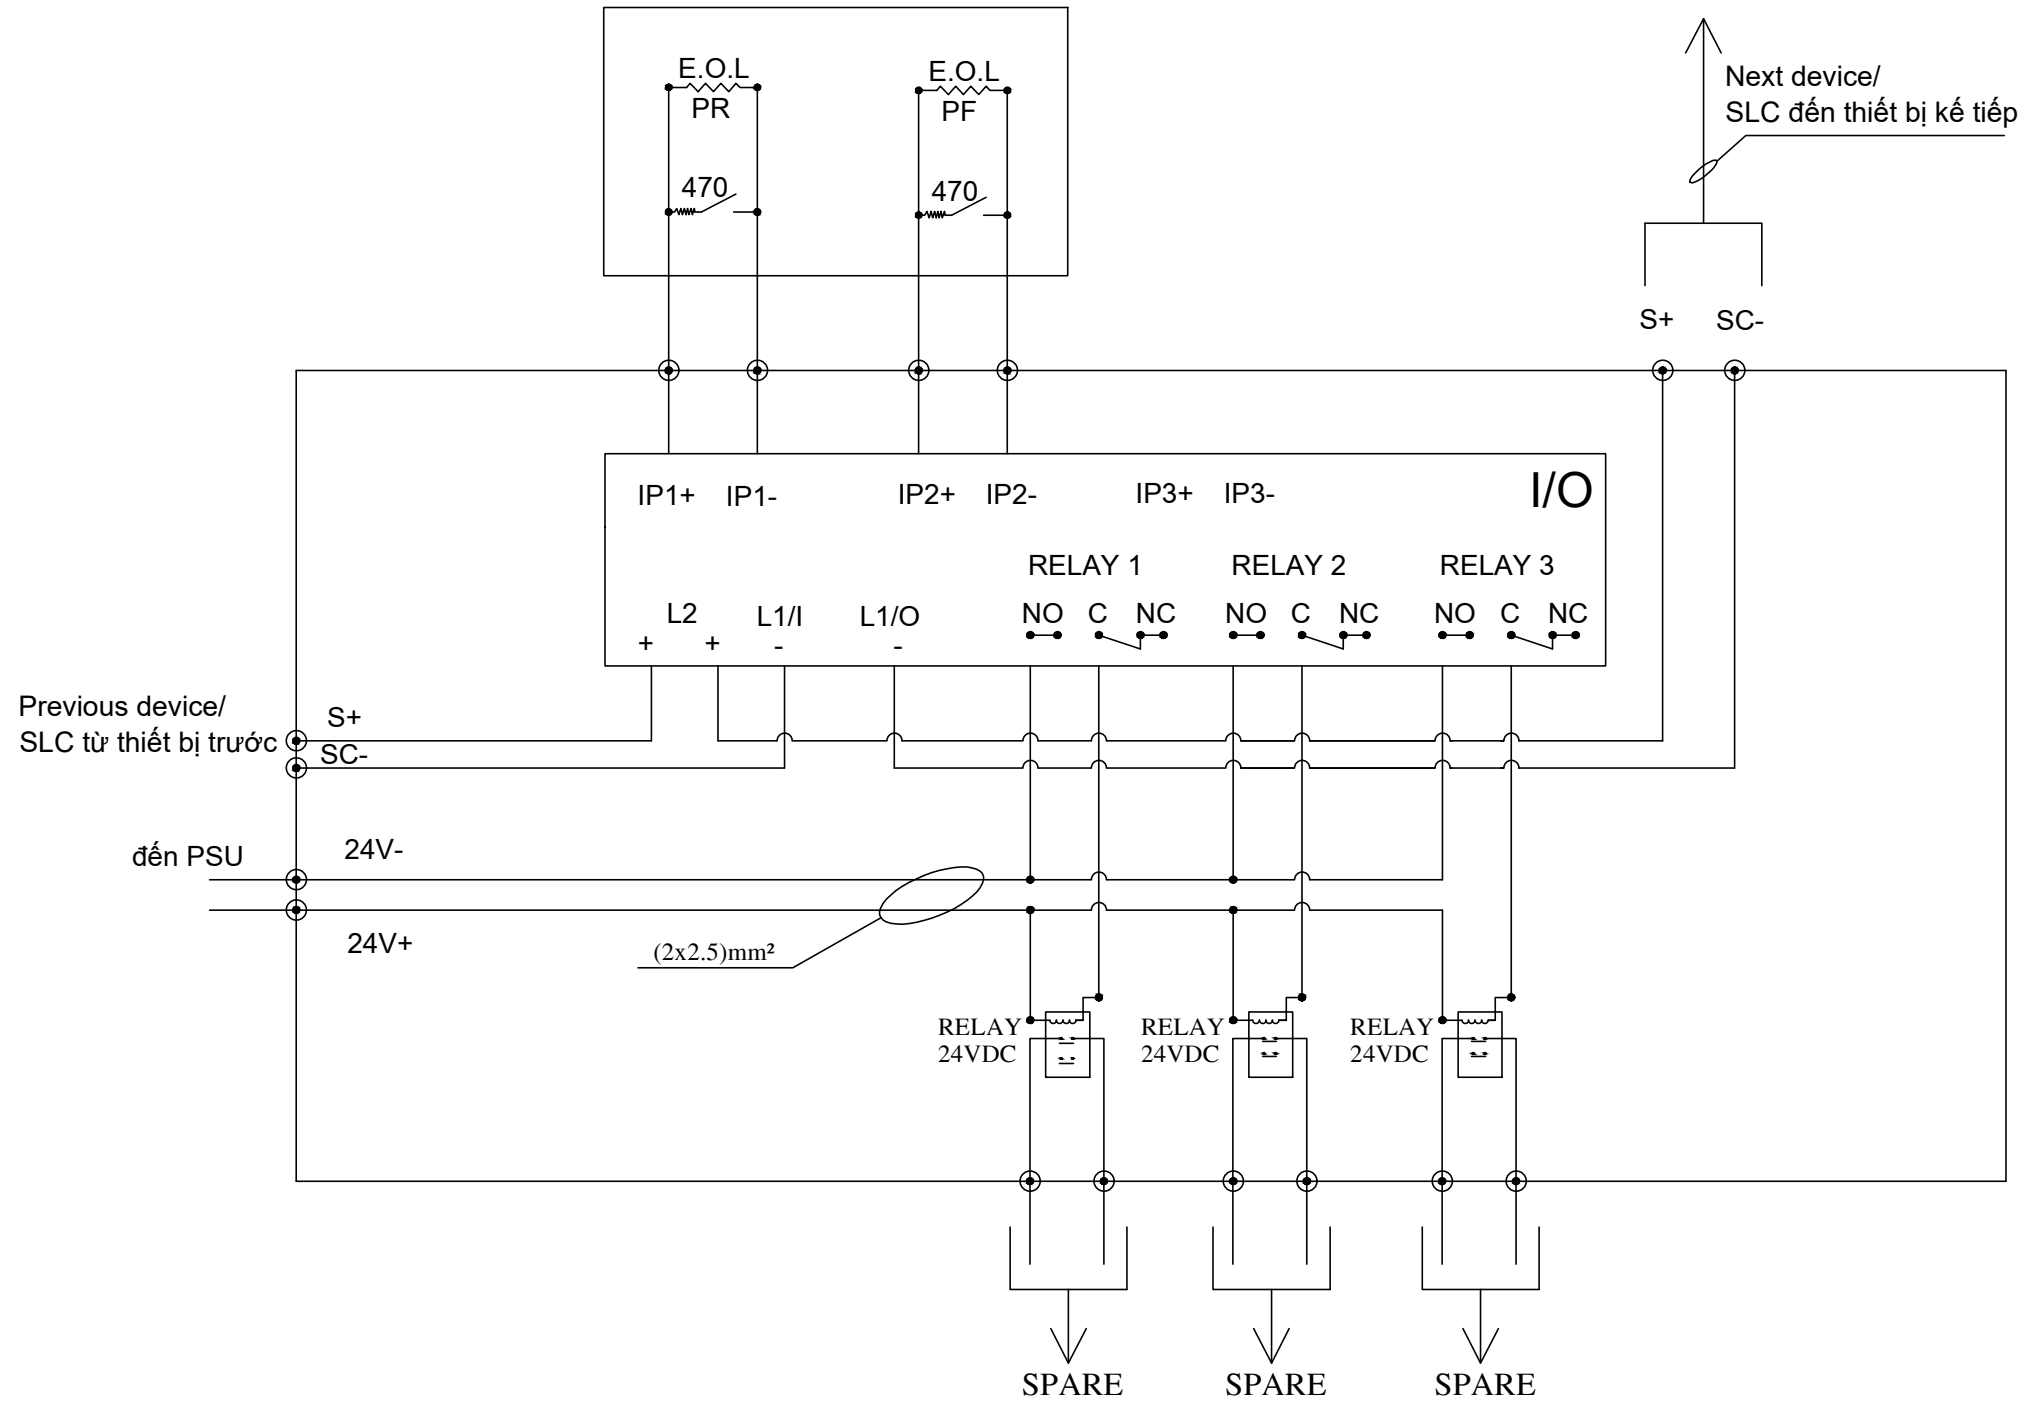 E.O.L
PR
E.O.L
PF
470
470
Next device/
SLC đến thiết bị kế tiếp
S+
SC-
IP1+
IP1-
IP2+
IP2-
IP3+
IP3-
I/O
RELAY 1
RELAY 2
RELAY 3
L2
L1/I
L1/O
NO
C
NC
NO
C
NC
NO
C
NC
+
+
-
-
Previous device/
SLC từ thiết bị trước
S+
SC-
đến PSU
24V-
24V+
(2x2.5)mm²
RELAY
24VDC
RELAY
24VDC
RELAY
24VDC
SPARE
SPARE
SPARE